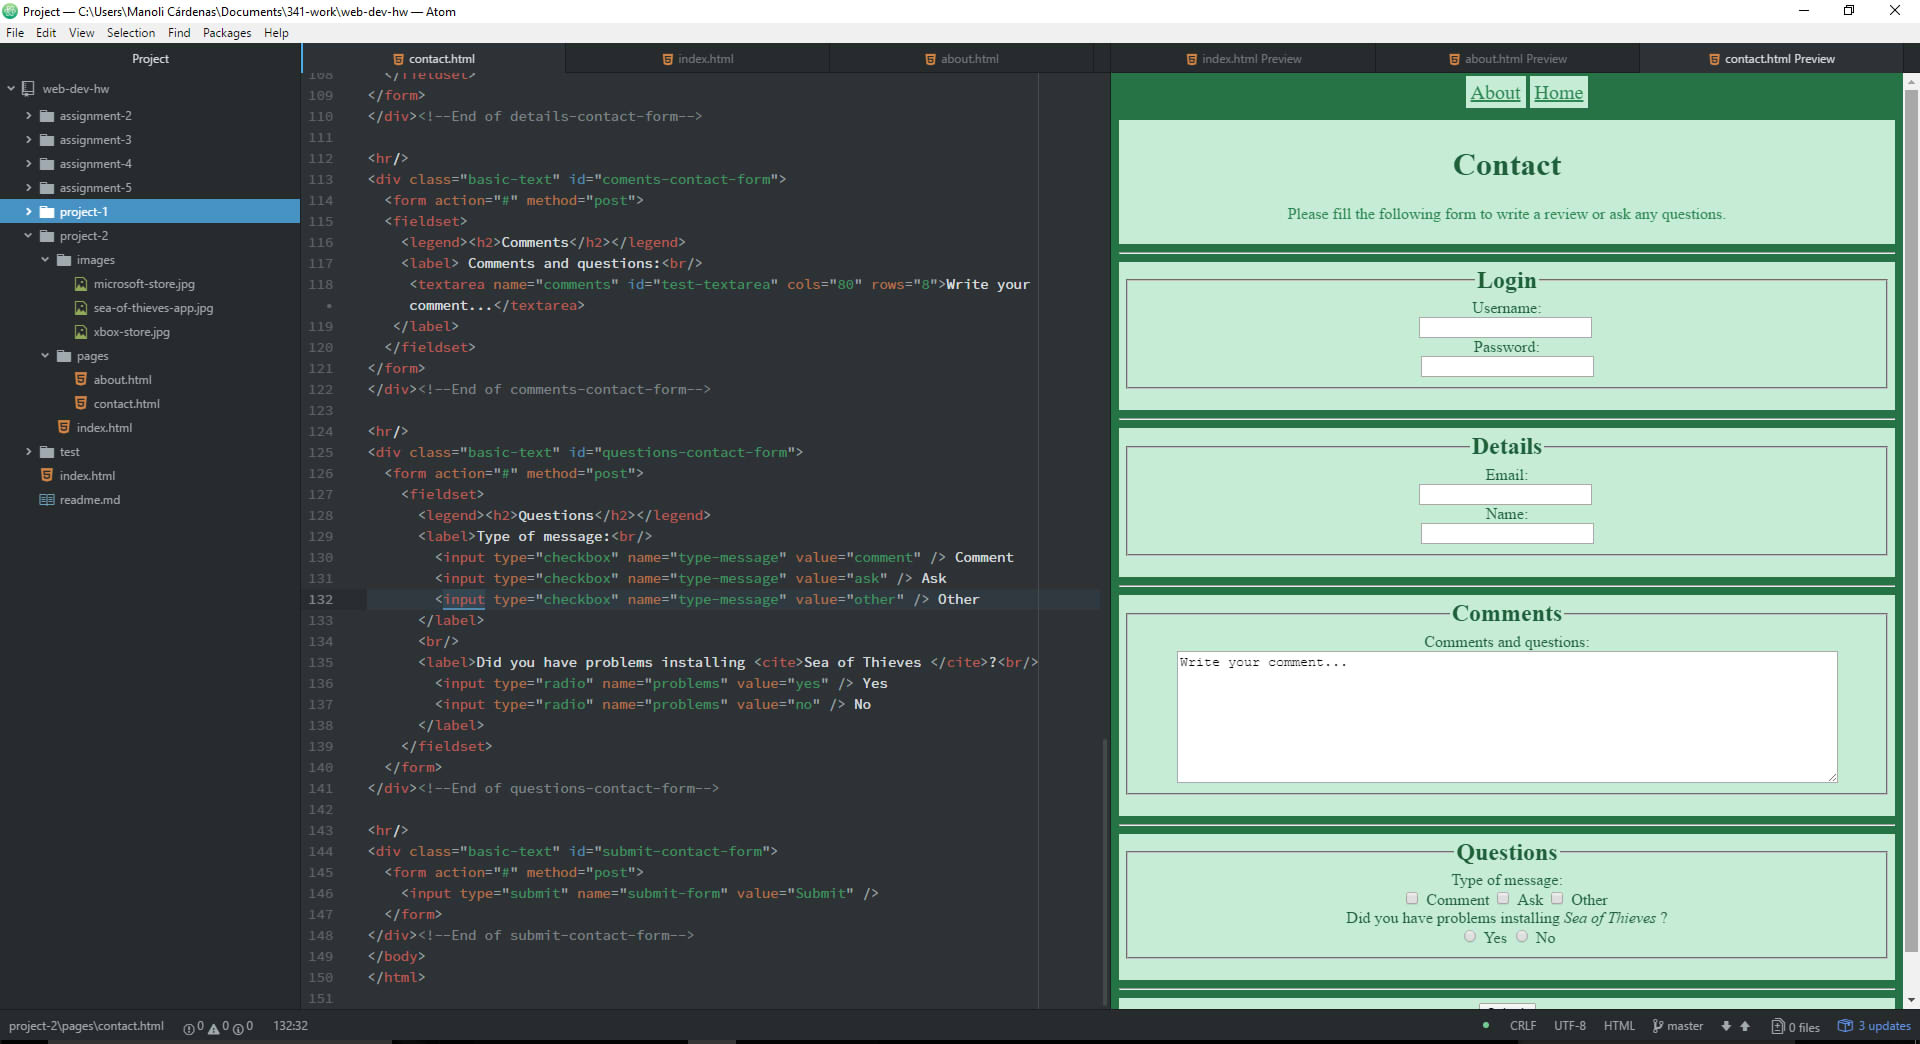 Project — C:\Users\Manoli Cárdenas\Documents\341-work\web-dev-hw — Atom
File Edit View Selection Find Packages Help
Project
web-dev-hw
assignment-2
assignment-3
assignment-4
assignment-5
project-1
project-2
images
microsoft-store.jpg
sea-of-thieves-app.jpg
xbox-store.jpg
pages
about.html
contact.html
index.html
test
index.html
readme.md
contact.html index.html about.html
108 </fieldset>
109 </form>
110 </div><!--End of details-contact-form-->
111
112 <hr/>
113 <div class="basic-text" id="coments-contact-form">
114 <form action="#" method="post">
115 <fieldset>
116 <legend><h2>Comments</h2></legend>
117 <label> Comments and questions:<br/>
118 <textarea name="comments" id="test-textarea" cols="80" rows="8">Write your
• comment...</textarea>
119 </label>
120 </fieldset>
121 </form>
122 </div><!--End of comments-contact-form-->
123
124 <hr/>
125 <div class="basic-text" id="questions-contact-form">
126 <form action="#" method="post">
127 <fieldset>
128 <legend><h2>Questions</h2></legend>
129 <label>Type of message:<br/>
130 <input type="checkbox" name="type-message" value="comment" /> Comment
131 <input type="checkbox" name="type-message" value="ask" /> Ask
132 <input type="checkbox" name="type-message" value="other" /> Other
133 </label>
134 <br/>
135 <label>Did you have problems installing <cite>Sea of Thieves </cite>?<br/>
136 <input type="radio" name="problems" value="yes" /> Yes
137 <input type="radio" name="problems" value="no" /> No
138 </label>
139 </fieldset>
140 </form>
141 </div><!--End of questions-contact-form-->
142
143 <hr/>
144 <div class="basic-text" id="submit-contact-form">
145 <form action="#" method="post">
146 <input type="submit" name="submit-form" value="Submit" />
147 </form>
148 </div><!--End of submit-contact-form-->
149 </body>
150 </html>
151
index.html Preview about.html Preview contact.html Preview
About Home
Contact
Please fill the following form to write a review or ask any questions.
Login
Username:
Password:
Details
Email:
Name:
Comments
Comments and questions:
Write your comment...
Questions
Type of message:
Comment Ask Other
Did you have problems installing Sea of Thieves ?
Yes No
project-2\pages\contact.html 0 0 0 132:32
CRLF UTF-8 HTML master 0 files 3 updates